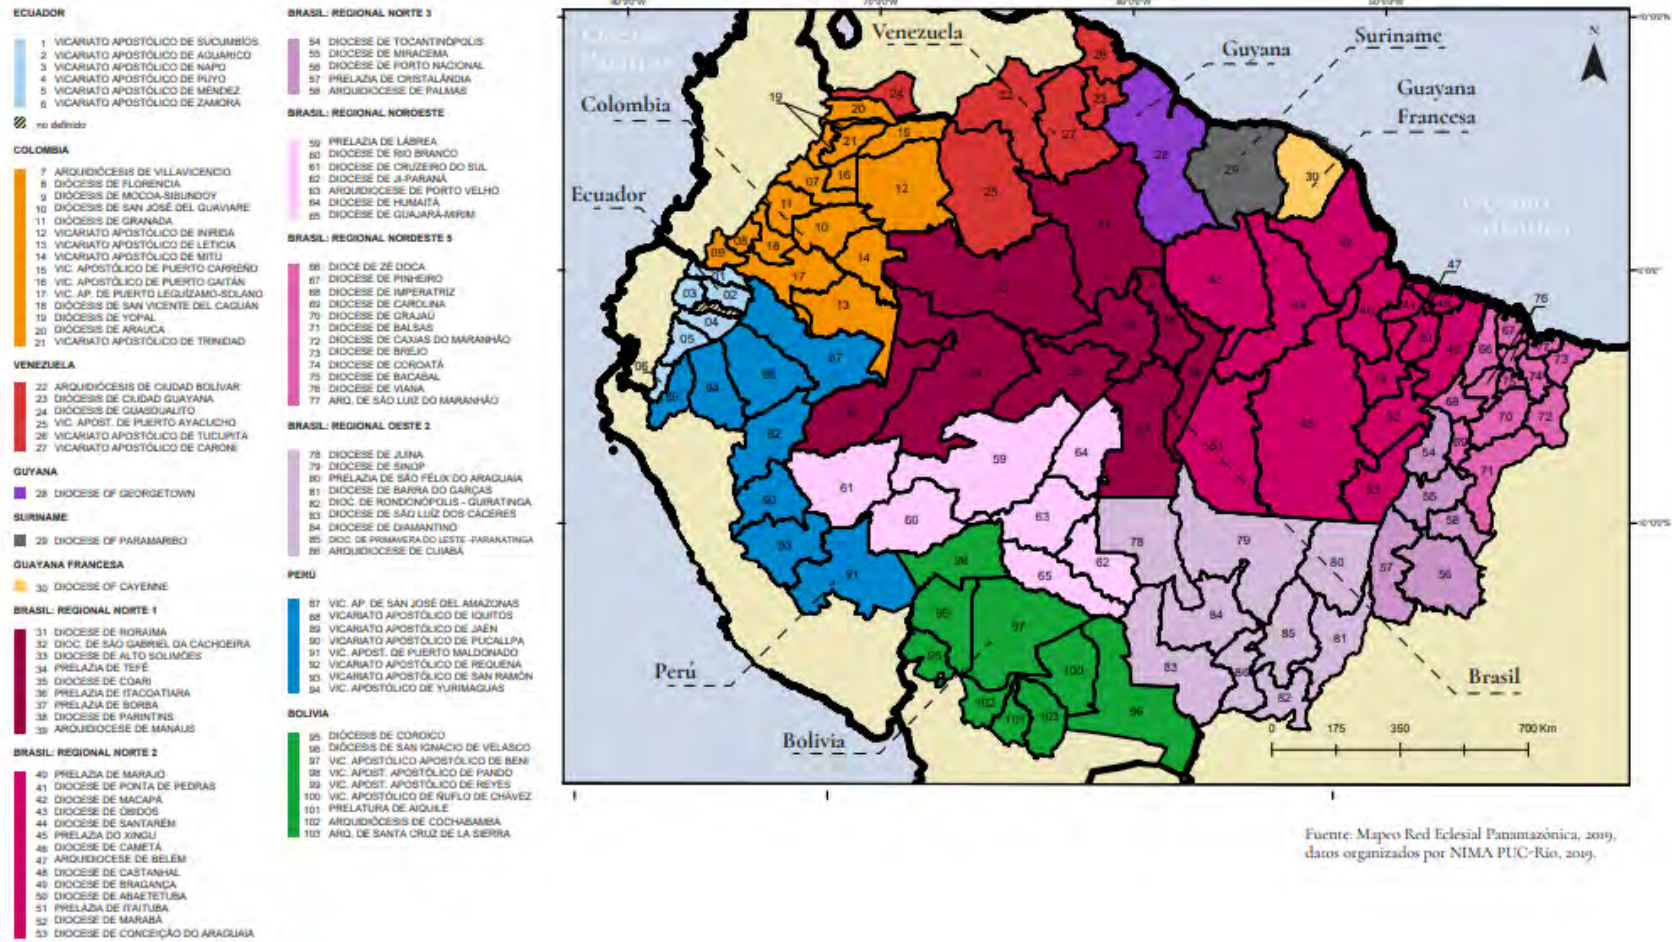 ECUADOR
1 VICARIATO APOSTÓLICO DE SUCUMBÍOS
2 VICARIATO APOSTÓLICO DE AGUARICO
3 VICARIATO APOSTÓLICO DE NAPO
4 VICARIATO APOSTÓLICO DE PUYO
5 VICARIATO APOSTÓLICO DE MÉNDEZ
6 VICARIATO APOSTÓLICO DE ZAMORA
no definido
COLOMBIA
7 ARQUIDIÓCESIS DE VILLAVICENCIO
8 DIÓCESIS DE FLORENCIA
9 DIÓCESIS DE MOCOA-SIBUNDOY
10 DIÓCESIS DE SAN JOSÉ DEL GUAVIARE
11 DIÓCESIS DE GRANADA
12 VICARIATO APOSTÓLICO DE INIRIDA
13 VICARIATO APOSTÓLICO DE LETICIA
14 VICARIATO APOSTÓLICO DE MITÚ
15 VIC. APOSTÓLICO DE PUERTO CARREÑO
16 VIC. APOSTÓLICO DE PUERTO GAITÁN
17 VIC. AP. DE PUERTO LEGUÍZAMO-SOLANO
18 DIÓCESIS DE SAN VICENTE DEL CAGUÁN
19 DIÓCESIS DE YOPAL
20 DIÓCESIS DE ARAUCA
21 VICARIATO APOSTÓLICO DE TRINIDAD
VENEZUELA
22 ARQUIDIÓCESIS DE CIUDAD BOLÍVAR
23 DIÓCESIS DE CIUDAD GUAYANA
24 DIÓCESIS DE GUASDUALITO
25 VIC. APOST. DE PUERTO AYACUCHO
26 VICARIATO APOSTÓLICO DE TUCUPITA
27 VICARIATO APOSTÓLICO DE CARONÍ
GUYANA
28 DIOCESE OF GEORGETOWN
SURINAME
29 DIOCESE OF PARAMARIBO
GUAYANA FRANCESA
30 DIOCESE OF CAYENNE
BRASIL: REGIONAL NORTE 1
31 DIOCESE DE RORAIMA
32 DIOC. DE SÃO GABRIEL DA CACHOEIRA
33 DIOCESE DE ALTO SOLIMÕES
34 PRELAZIA DE TEFÉ
35 DIOCESE DE COARI
36 PRELAZIA DE ITACOATIARA
37 PRELAZIA DE BORBA
38 DIOCESE DE PARINTINS
39 ARQUIDIOCESE DE MANAUS
BRASIL: REGIONAL NORTE 2
40 PRELAZIA DE MARAJÓ
41 DIOCESE DE PONTA DE PEDRAS
42 DIOCESE DE MACAPÁ
43 DIOCESE DE ÓBIDOS
44 DIOCESE DE SANTARÉM
45 PRELAZIA DO XINGU
46 DIOCESE DE CAMETÁ
47 ARQUIDIOCESE DE BELÉM
48 DIOCESE DE CASTANHAL
49 DIOCESE DE BRAGANÇA
50 DIOCESE DE ABAETETUBA
51 PRELAZIA DE ITAITUBA
52 DIOCESE DE MARABÁ
53 DIOCESE DE CONCEIÇÃO DO ARAGUAIA
BRASIL: REGIONAL NORTE 3
54 DIOCESE DE TOCANTINÓPOLIS
55 DIOCESE DE MIRACEMA
56 DIOCESE DE PORTO NACIONAL
57 PRELAZIA DE CRISTALÂNDIA
58 ARQUIDIOCESE DE PALMAS
BRASIL: REGIONAL NOROESTE
59 PRELAZIA DE LÁBREA
60 DIOCESE DE RIO BRANCO
61 DIOCESE DE CRUZEIRO DO SUL
62 DIOCESE DE JI-PARANÁ
63 ARQUIDIOCESE DE PORTO VELHO
64 DIOCESE DE HUMAITÁ
65 DIOCESE DE GUAJARÁ-MIRIM
BRASIL: REGIONAL NORDESTE 5
66 DIOCE DE ZÉ DOCA
67 DIOCESE DE PINHEIRO
68 DIOCESE DE IMPERATRIZ
69 DIOCESE DE CAROLINA
70 DIOCESE DE GRAJAÚ
71 DIOCESE DE BALSAS
72 DIOCESE DE CAXIAS DO MARANHÃO
73 DIOCESE DE BREJO
74 DIOCESE DE COROATÁ
75 DIOCESE DE BACABAL
76 DIOCESE DE VIANA
77 ARQ. DE SÃO LUIZ DO MARANHÃO
BRASIL: REGIONAL OESTE 2
78 DIOCESE DE JUÍNA
79 DIOCESE DE SINOP
80 PRELAZIA DE SÃO FÉLIX DO ARAGUAIA
81 DIOCESE DE BARRA DO GARÇAS
82 DIOC. DE RONDONÓPOLIS - GUIRATINGA
83 DIOCESE DE SÃO LUÍZ DOS CÁCERES
84 DIOCESE DE DIAMANTINO
85 DIOC. DE PRIMAVERA DO LESTE -PARANATINGA
86 ARQUIDIOCESE DE CUIABÁ
PERÚ
87 VIC. AP. DE SAN JOSÉ DEL AMAZONAS
88 VICARIATO APOSTÓLICO DE IQUITOS
89 VICARIATO APOSTÓLICO DE JAÉN
90 VICARIATO APOSTÓLICO DE PUCALLPA
91 VIC. APOST. DE PUERTO MALDONADO
92 VICARIATO APOSTÓLICO DE REQUENA
93 VICARIATO APOSTÓLICO DE SAN RAMÓN
94 VIC. APOSTÓLICO DE YURIMAGUAS
BOLIVIA
95 DIÓCESIS DE COROICO
96 DIÓCESIS DE SAN IGNACIO DE VELASCO
97 VIC. APOSTÓLICO APOSTÓLICO DE BENI
98 VIC. APOST. APOSTÓLICO DE PANDO
99 VIC. APOST. APOSTÓLICO DE REYES
100 VIC. APOSTÓLICO DE ÑUFLO DE CHÁVEZ
101 PRELATURA DE AIQUILE
102 ARQUIDIÓCESIS DE COCHABAMBA
103 ARQ. DE SANTA CRUZ DE LA SIERRA
Venezuela
Guyana
Suriname
Guayana
Francesa
Colombia
Ecuador
Perú
Bolivia
Brasil
N
0 175 350 700 Km
Fuente: Mapeo Red Eclesial Panamazónica, 2019,
datos organizados por NIMA PUC-Rio, 2019.